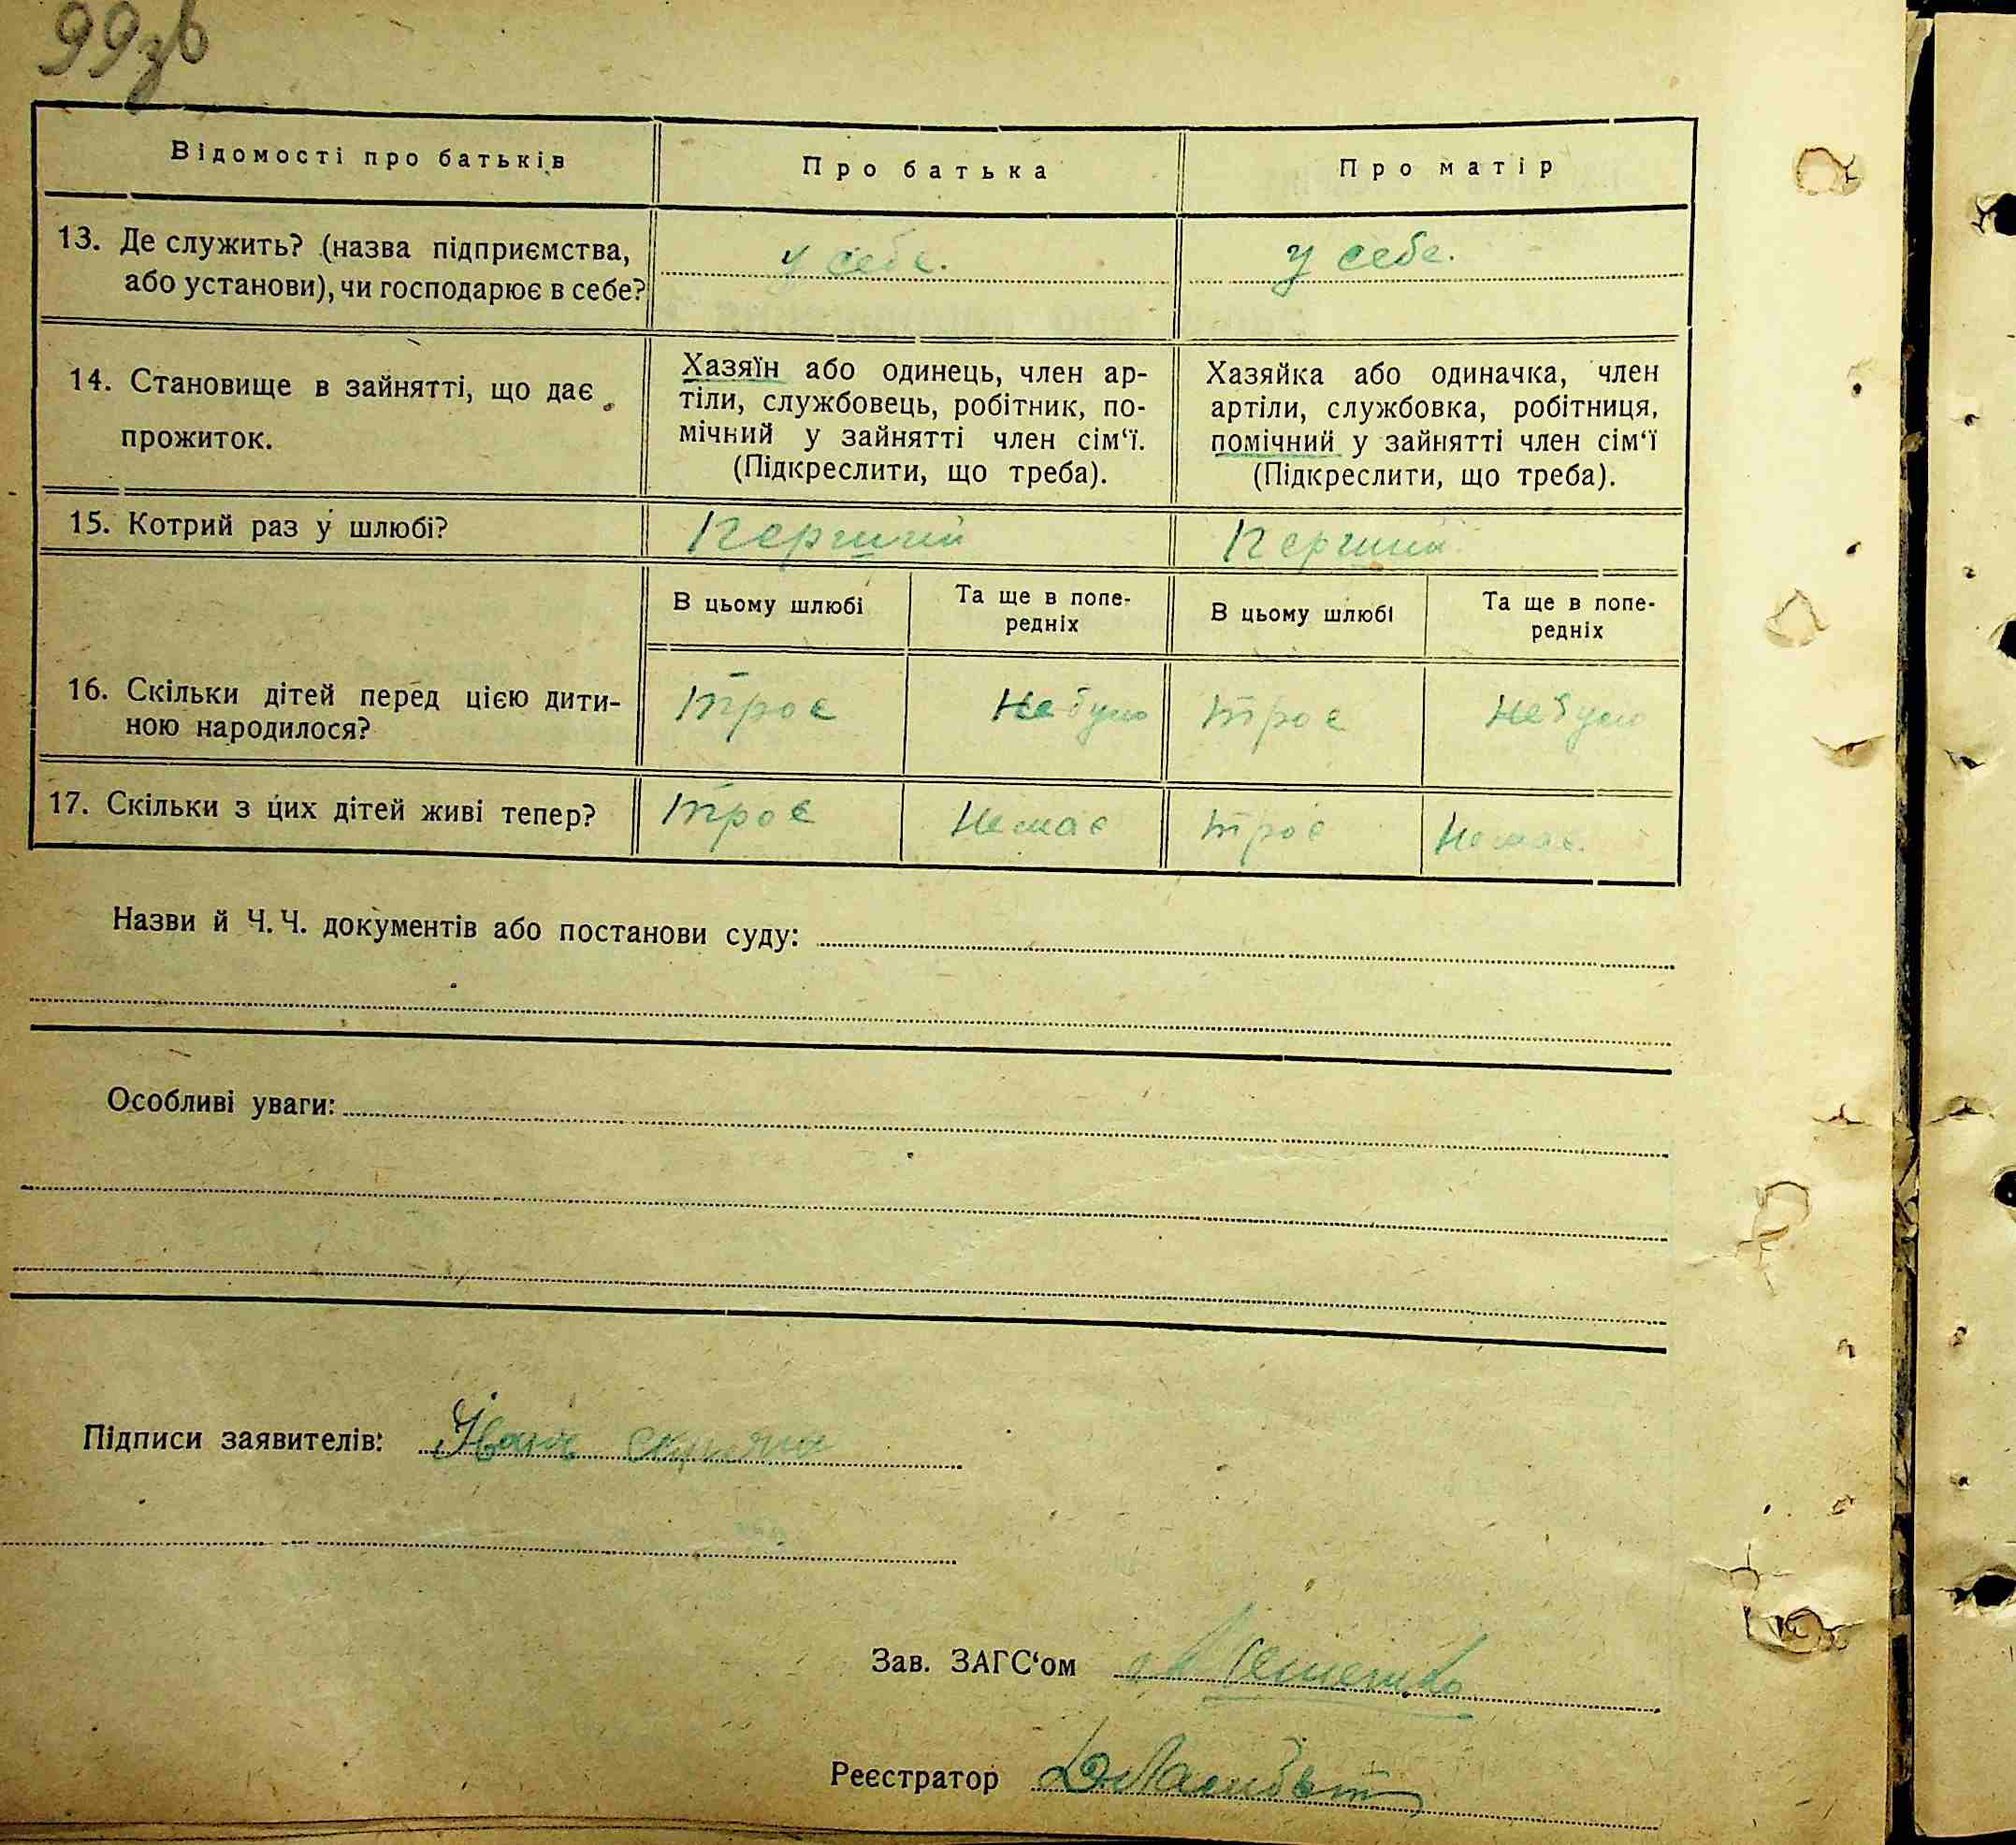 99зв
Відомості про батьків
Про батька
Про матір
13. Де служить? (назва підприємства,
або установи), чи господарює в себе?
у себе.
у себе.
14. Становище в зайнятті, що дає
прожиток.
Хазяїн або одинець, член ар-
тіли, службовець, робітник, по-
мічний у зайнятті член сім‘ї.
(Підкреслити, що треба).
Хазяйка або одиначка, член
артіли, службовка, робітниця,
помічний у зайнятті член сім‘ї
(Підкреслити, що треба).
15. Котрий раз у шлюбі?
Перший
Перший
В цьому шлюбі
Та ще в попе-
редніх
В цьому шлюбі
Та ще в попе-
редніх
16. Скільки дітей перед цією дити-
ною народилося?
Троє
Небуло
Троє
Небуло
17. Скільки з цих дітей живі тепер?
Троє
Немає
Троє
Немає.
Назви й Ч. Ч. документів або постанови суду:
Особливі уваги:
Підписи заявителів:
Зав. ЗАГС‘ом
Реєстратор